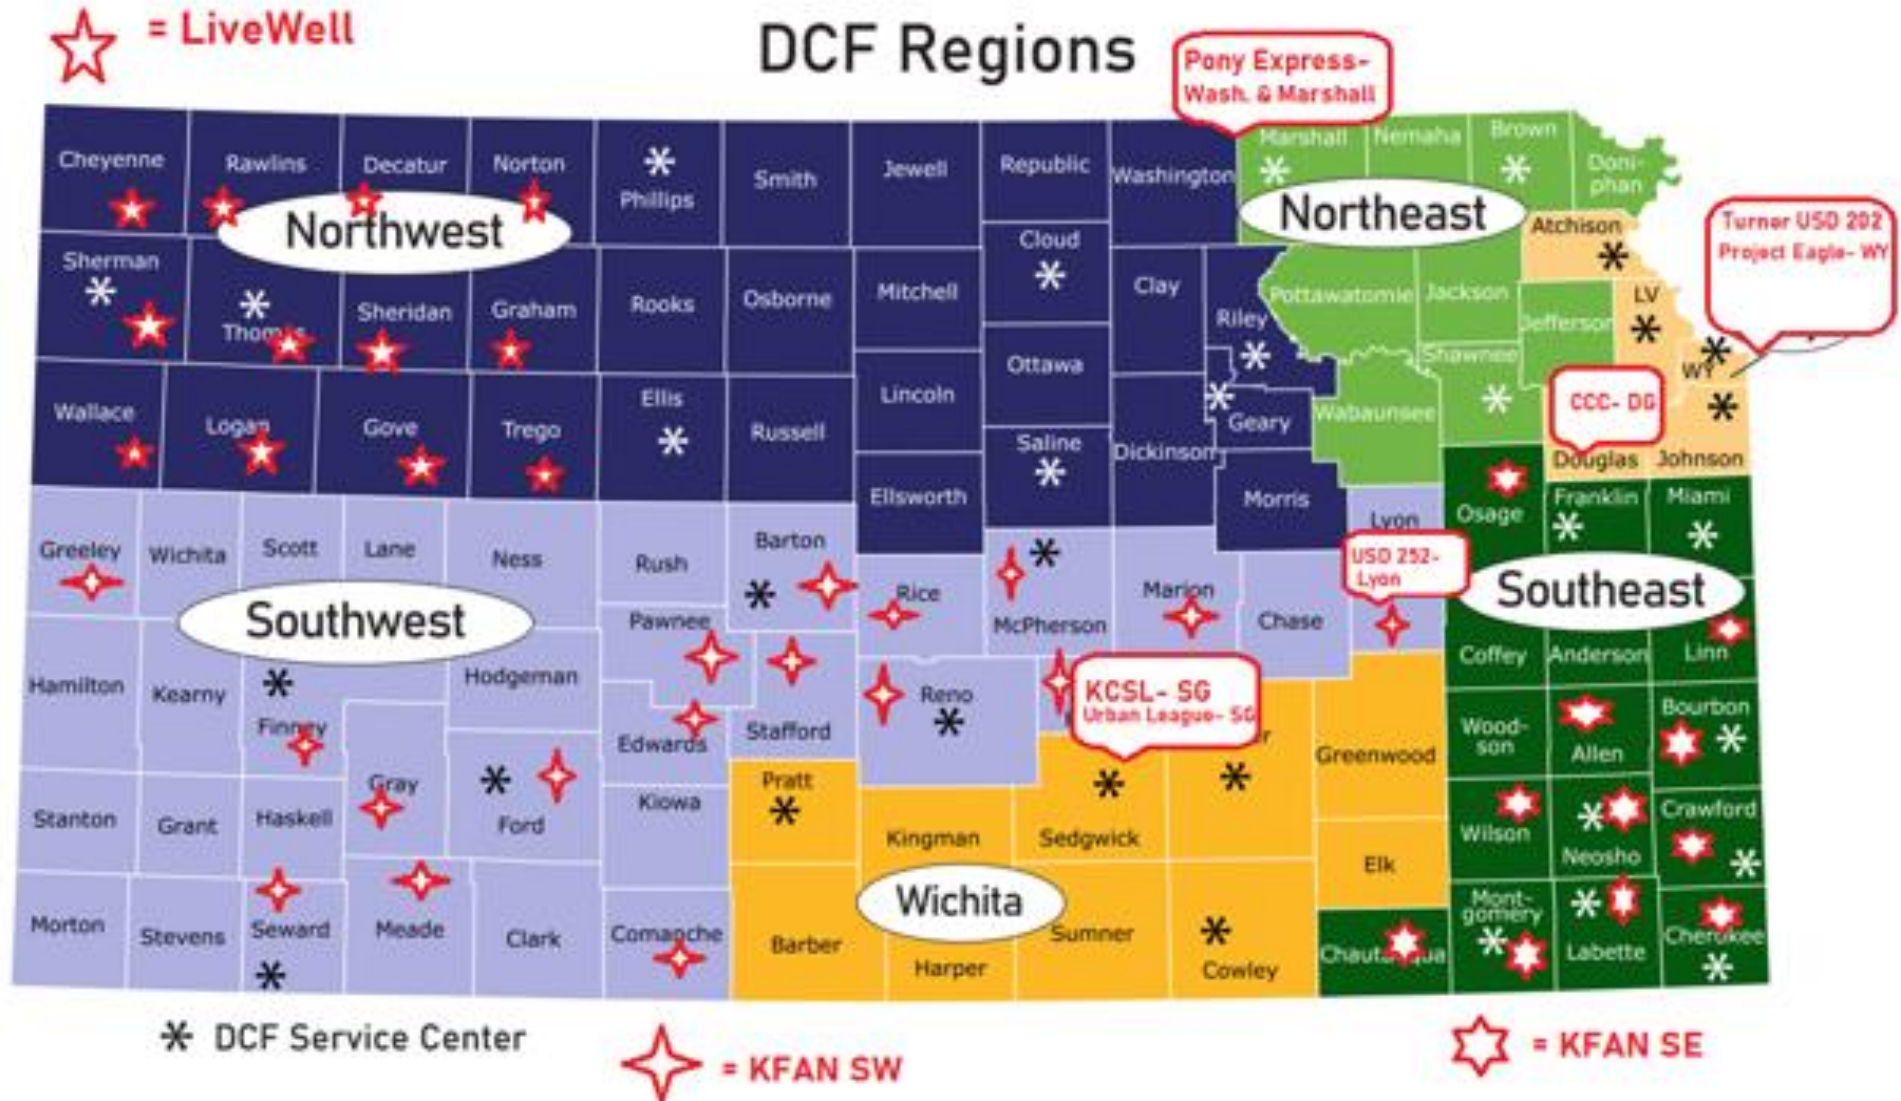 = LiveWell
DCF Regions
Pony Express-
Wash. & Marshall
Cheyenne
Rawlins
Decatur
Norton
Phillips
Smith
Jewell
Republic
Washington
Marshall
Nemaha
Brown
Doni-
phan
Northwest
Northeast
Atchison
Turner USD 202
Project Eagle- WY
Sherman
Thomas
Sheridan
Graham
Rooks
Osborne
Mitchell
Cloud
Clay
Riley
Pottawatomie
Jackson
Jefferson
LV
Ottawa
Shawnee
WY
Wallace
Logan
Gove
Trego
Ellis
Russell
Lincoln
Saline
Dickinson
Geary
Wabaunsee
CCC- DG
Douglas
Johnson
Ellsworth
Morris
Lyon
Osage
Franklin
Miami
Greeley
Wichita
Scott
Lane
Ness
Rush
Barton
Rice
McPherson
Marion
Chase
USD 252-
Lyon
Southeast
Southwest
Pawnee
Coffey
Anderson
Linn
Hamilton
Kearny
Finney
Hodgeman
Edwards
Stafford
Reno
KCSL- SG
Urban League- SG
Greenwood
Wood-
son
Allen
Bourbon
Stanton
Grant
Haskell
Gray
Ford
Kiowa
Pratt
Kingman
Sedgwick
Elk
Wilson
Neosho
Crawford
Morton
Stevens
Seward
Meade
Clark
Comanche
Barber
Wichita
Harper
Sumner
Cowley
Chautauqua
Mont-
gomery
Labette
Cherokee
DCF Service Center
= KFAN SW
= KFAN SE